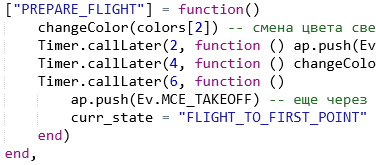 ["PREPARE_FLIGHT"] = function()
changeColor(colors[2]) -- смена цвета све
Timer.callLater(2, function () ap.push(Ev
Timer.callLater(4, function () changeColo
Timer.callLater(6, function ()
ap.push(Ev.MCE_TAKEOFF) -- еще через
curr_state = "FLIGHT_TO_FIRST_POINT"
end)
end,